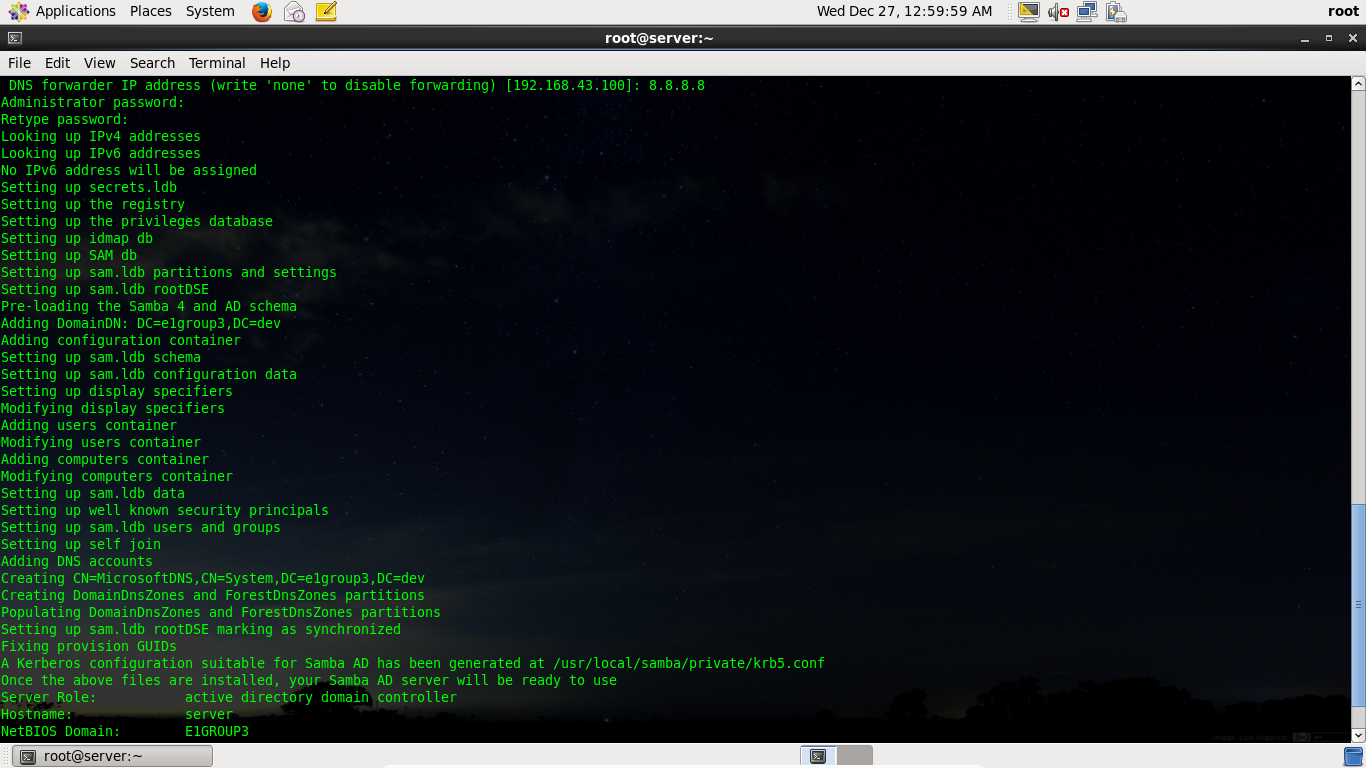 Applications Places System Wed Dec 27, 12:59:59 AM root
root@server:~
File Edit View Search Terminal Help
DNS forwarder IP address (write 'none' to disable forwarding) [192.168.43.100]: 8.8.8.8
Administrator password:
Retype password:
Looking up IPv4 addresses
Looking up IPv6 addresses
No IPv6 address will be assigned
Setting up secrets.ldb
Setting up the registry
Setting up the privileges database
Setting up idmap db
Setting up SAM db
Setting up sam.ldb partitions and settings
Setting up sam.ldb rootDSE
Pre-loading the Samba 4 and AD schema
Adding DomainDN: DC=e1group3,DC=dev
Adding configuration container
Setting up sam.ldb schema
Setting up sam.ldb configuration data
Setting up display specifiers
Modifying display specifiers
Adding users container
Modifying users container
Adding computers container
Modifying computers container
Setting up sam.ldb data
Setting up well known security principals
Setting up sam.ldb users and groups
Setting up self join
Adding DNS accounts
Creating CN=MicrosoftDNS,CN=System,DC=e1group3,DC=dev
Creating DomainDnsZones and ForestDnsZones partitions
Populating DomainDnsZones and ForestDnsZones partitions
Setting up sam.ldb rootDSE marking as synchronized
Fixing provision GUIDs
A Kerberos configuration suitable for Samba AD has been generated at /usr/local/samba/private/krb5.conf
Once the above files are installed, your Samba AD server will be ready to use
Server Role: active directory domain controller
Hostname: server
NetBIOS Domain: E1GROUP3
root@server:~